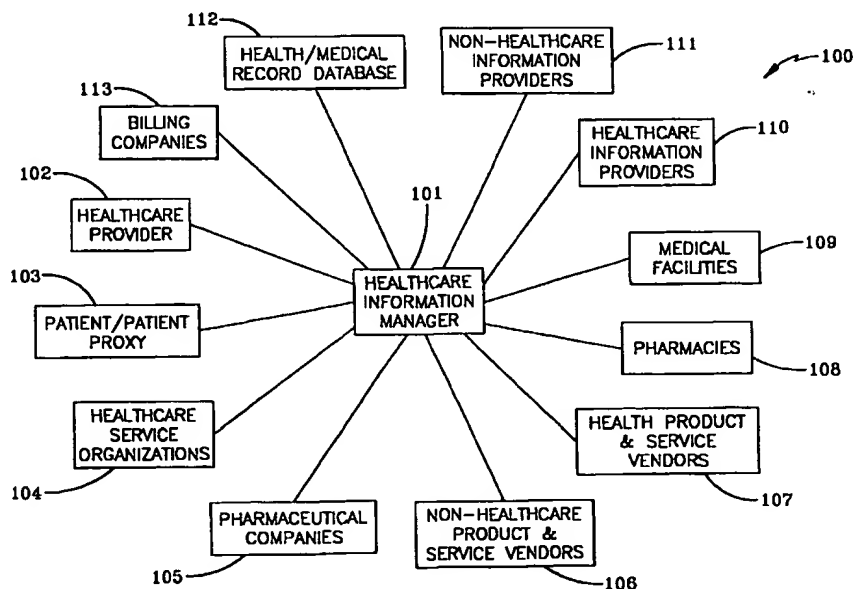 112
HEALTH/MEDICAL
RECORD DATABASE
NON-HEALTHCARE
INFORMATION
PROVIDERS
111
100
113
BILLING
COMPANIES
HEALTHCARE
INFORMATION
PROVIDERS
110
102
HEALTHCARE
PROVIDER
101
HEALTHCARE
INFORMATION
MANAGER
MEDICAL
FACILITIES
109
103
PATIENT/PATIENT
PROXY
PHARMACIES
108
HEALTHCARE
SERVICE
ORGANIZATIONS
104
HEALTH PRODUCT
& SERVICE
VENDORS
107
PHARMACEUTICAL
COMPANIES
105
NON-HEALTHCARE
PRODUCT &
SERVICE VENDORS
106